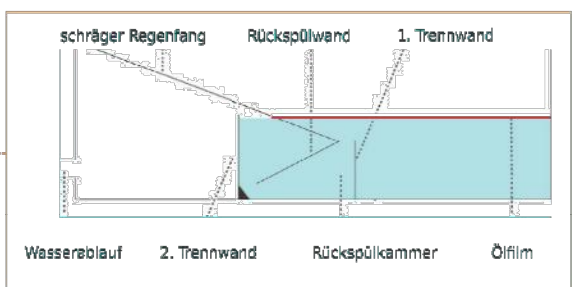 schräger Regenfang Rückspülwand 1. Trennwand
Wasserablauf 2. Trennwand Rückspülkammer Ölfilm